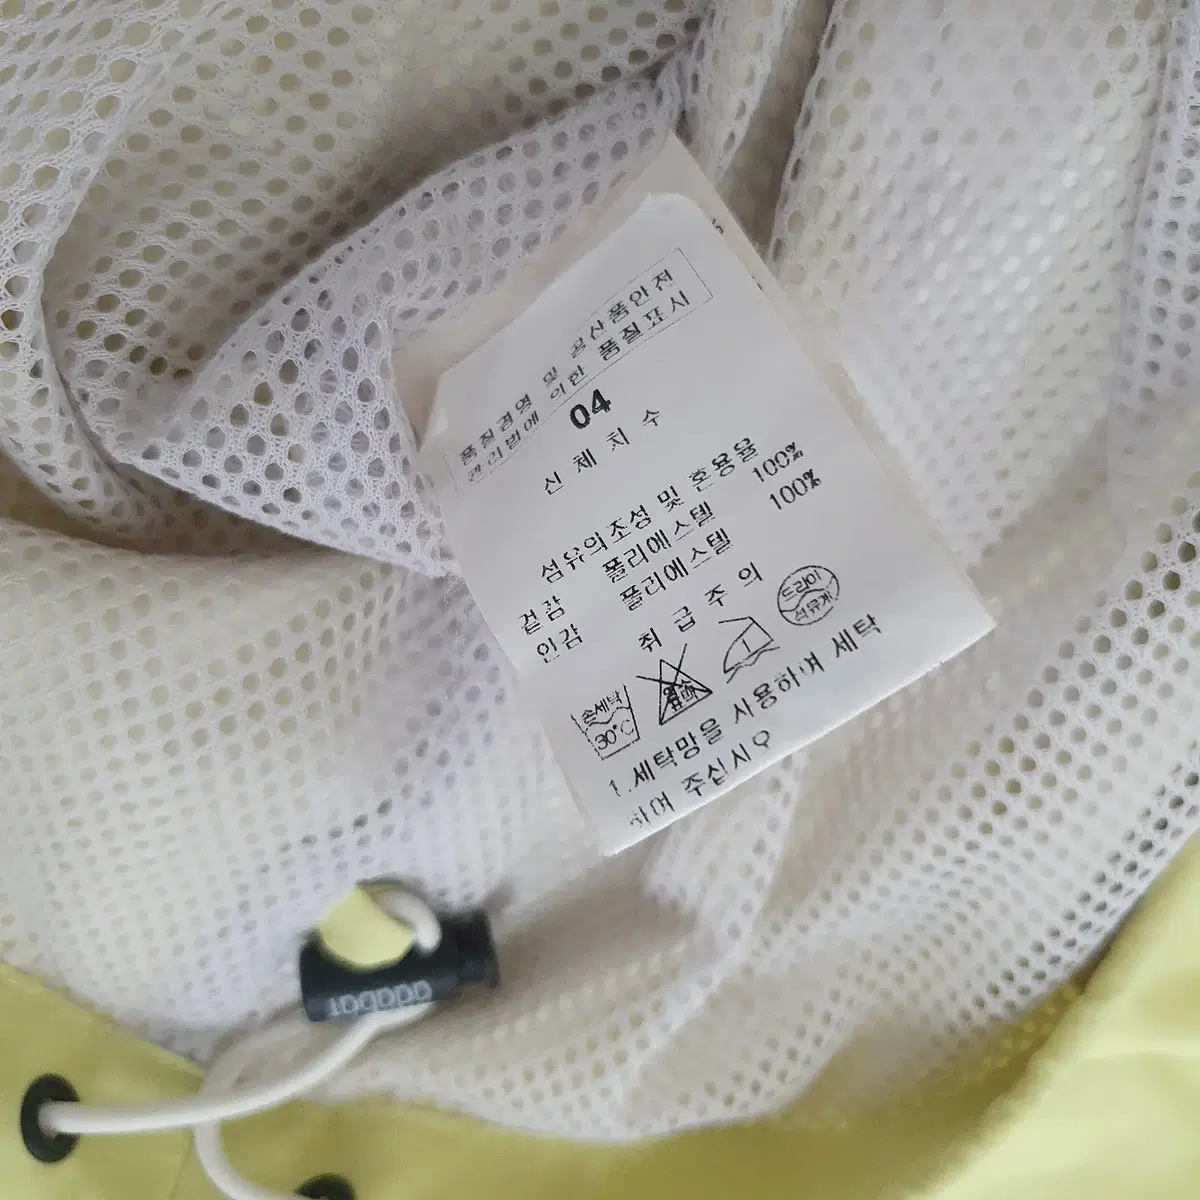 품질경영 및 공산품안전
관리법에 의한 품질표시
04
신 체 치 수
섬유의조성 및 혼용율
겉감 폴리에스텔 100%
안감 폴리에스텔 100%
취 급 주 의
손세탁
30°C
드라이
석유계
1.세탁망을 사용하여 세탁
하여 주십시오